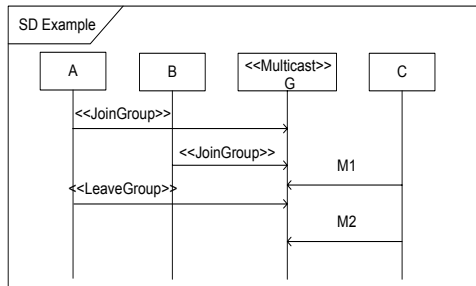 SD Example
A
B
<<Multicast>>
G
C
<<JoinGroup>>
<<JoinGroup>>
M1
<<LeaveGroup>>
M2